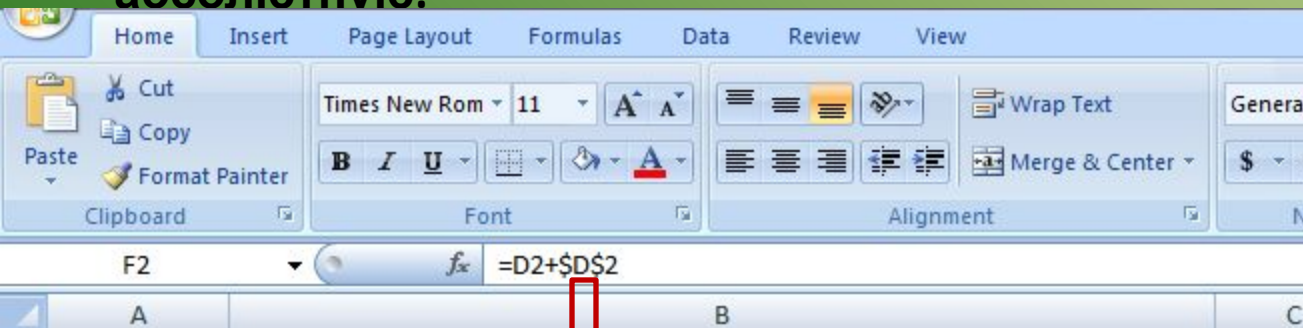 абсолютную.
Home Insert Page Layout Formulas Data Review View
Cut
Copy
Paste
Format Painter
Clipboard
Times New Rom 11 A A
B I U A
Font
Wrap Text
Merge & Center
Alignment
Genera
$
N
F2 fx =D2+$D$2
A B C